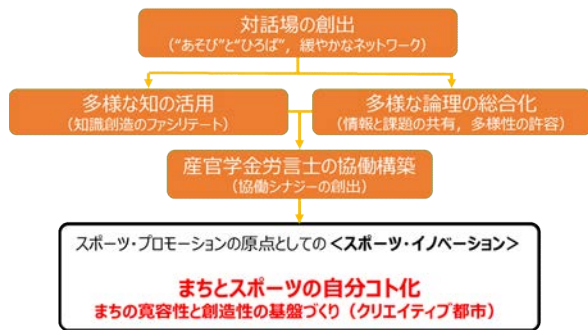 対話場の創出
(“あそび”と“ひろば”，緩やかなネットワーク)
多様な知の活用
(知識創造のファシリテート)
多様な論理の総合化
(情報と課題の共有，多様性の許容)
産官学金労言士の協働構築
(協働シナジーの創出)
スポーツ・プロモーションの原点としての <スポーツ・イノベーション>
まちとスポーツの自分コト化
まちの寛容性と創造性の基盤づくり（クリエイティブ都市）